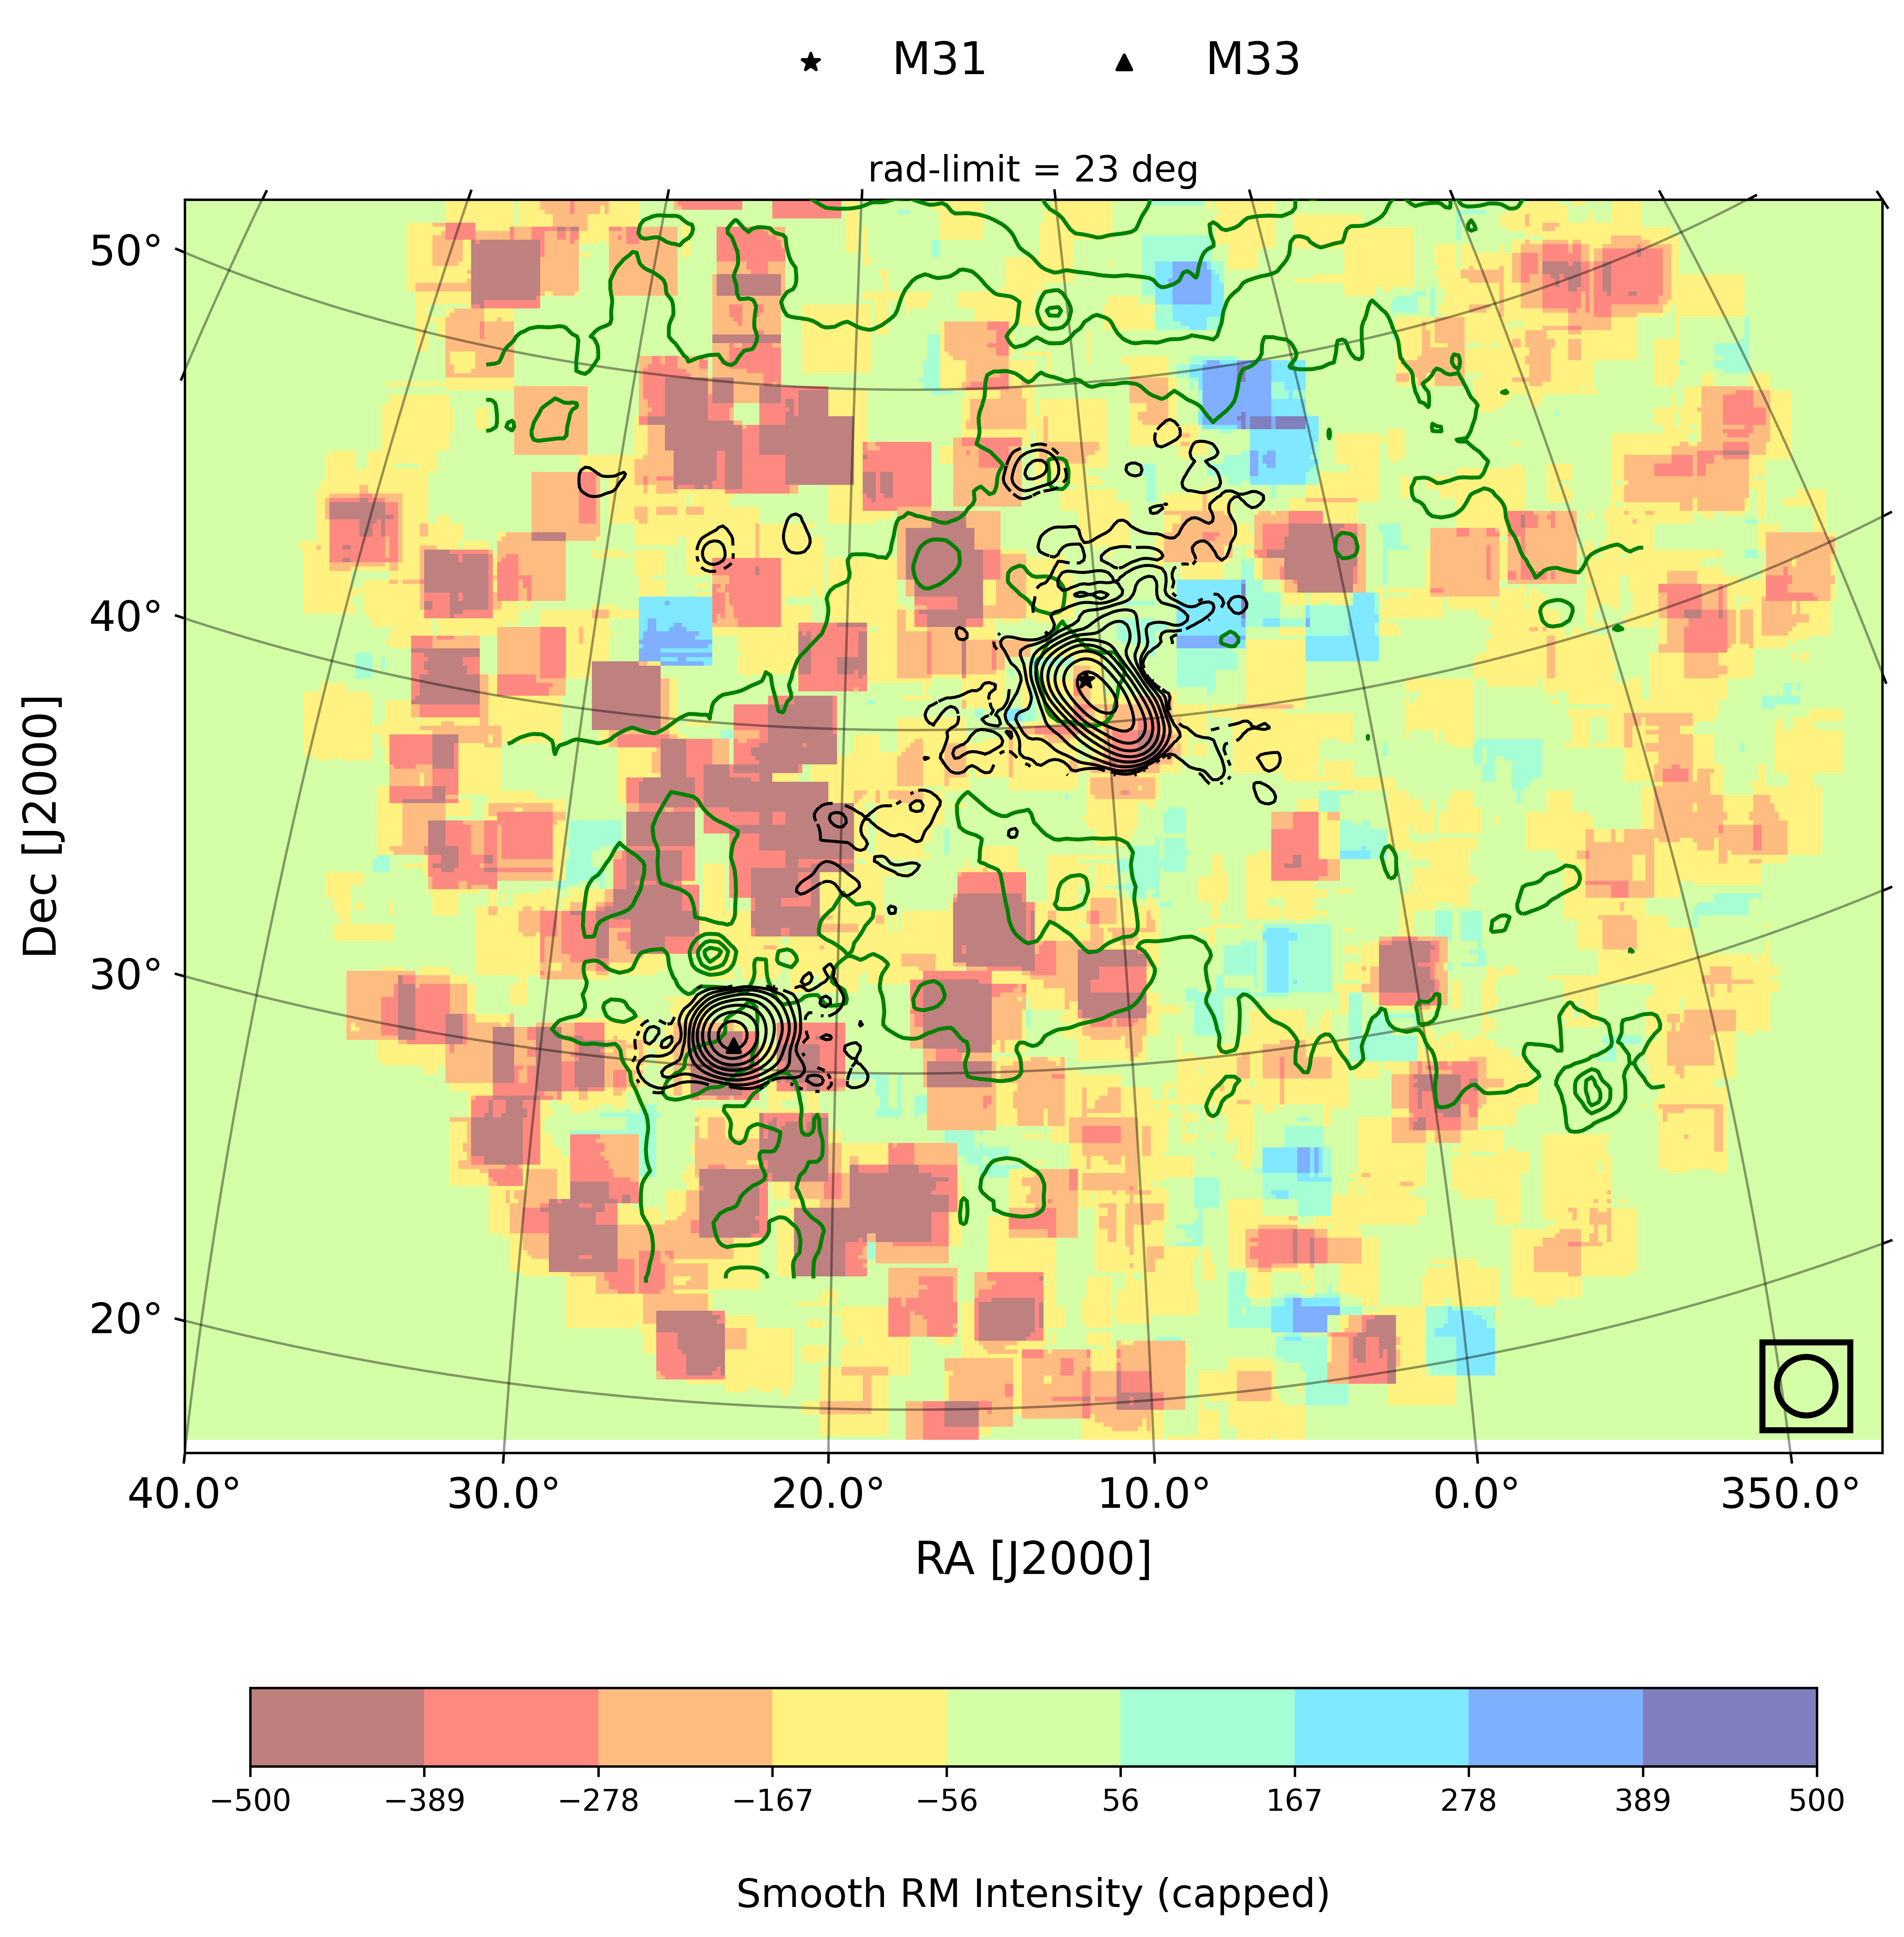 M31 M33
rad-limit = 23 deg
50°
40°
30°
20°
Dec [J2000]
40.0° 30.0° 20.0° 10.0° 0.0° 350.0°
RA [J2000]
−500 −389 −278 −167 −56 56 167 278 389 500
Smooth RM Intensity (capped)